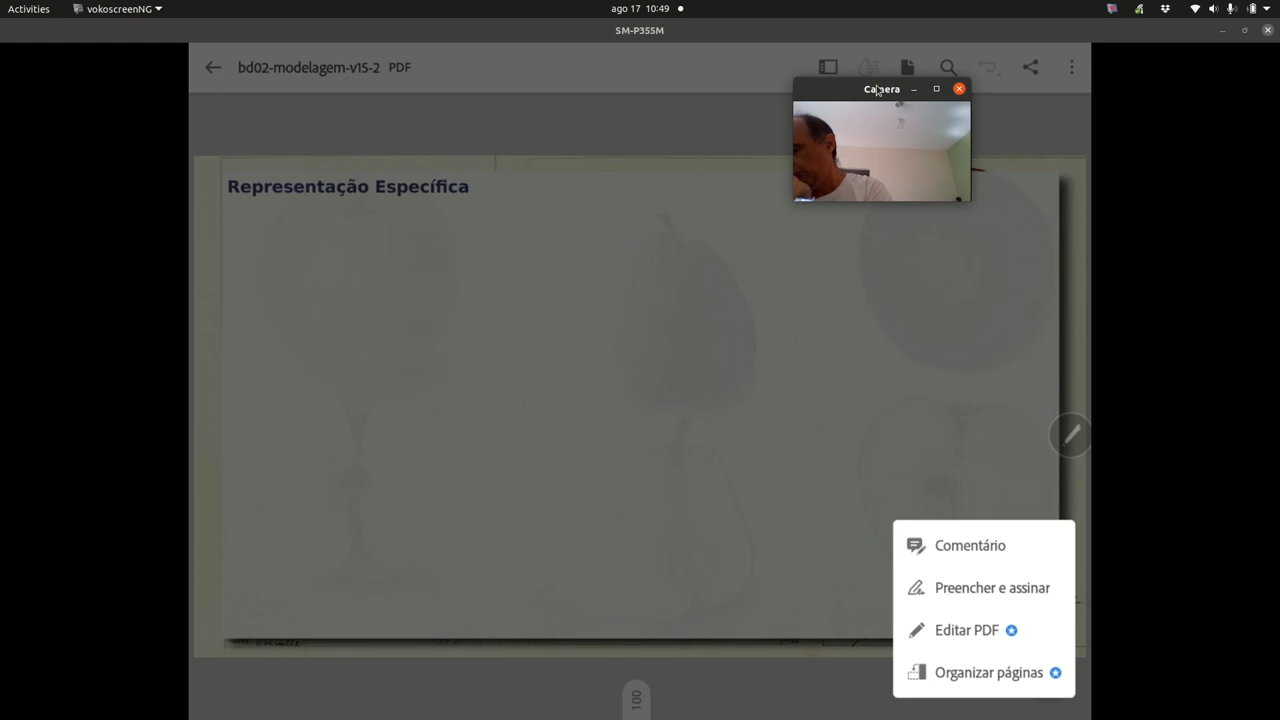 Activities
vokoscreenNG
ago 17 10:49
SM-P355M
bd02-modelagem-v15-2 PDF
Camera
Representação Específica
Comentário
Preencher e assinar
Editar PDF
Organizar páginas
100